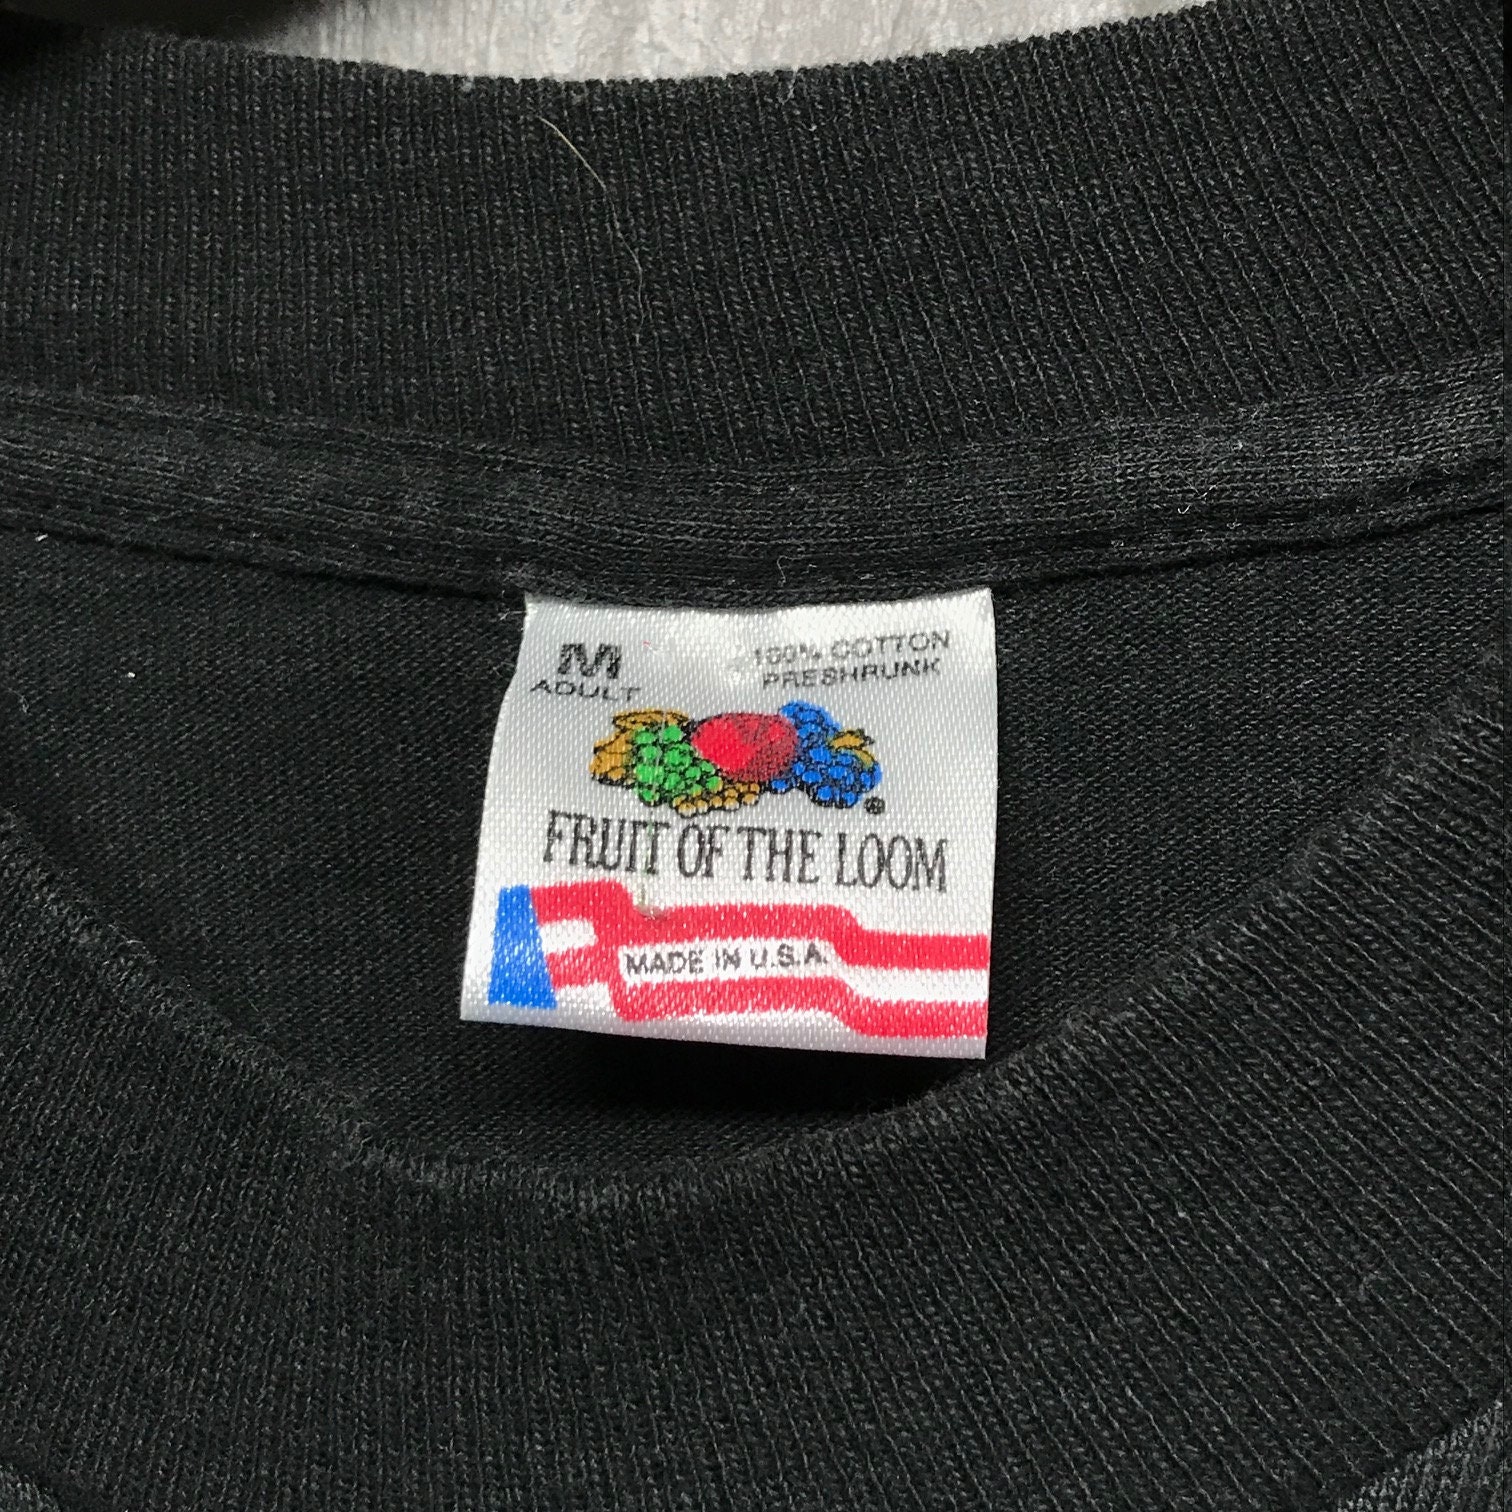 M
ADULT
100% COTTON
PRESHRUNK
®
FRUIT OF THE LOOM
MADE IN U.S.A.